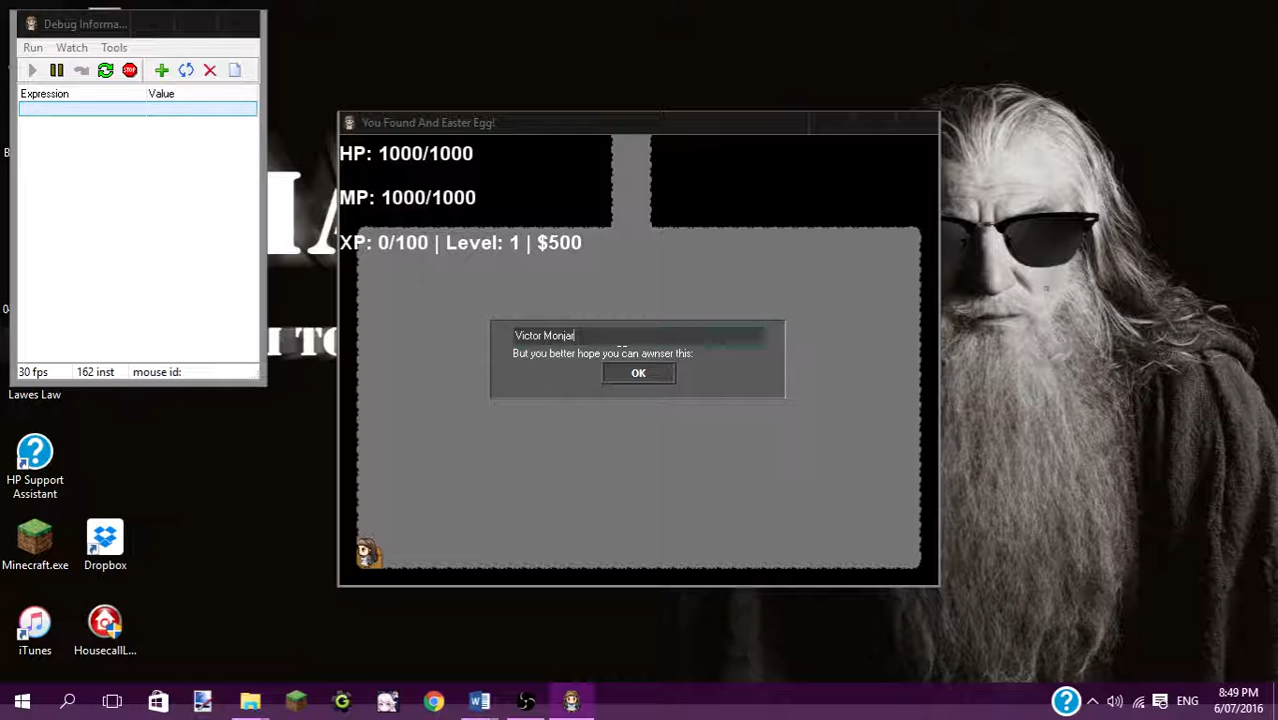 Debug Informa...
Run Watch Tools
STOP
Expression Value
30 fps 162 inst mouse id:
You Found And Easter Egg!
HP: 1000/1000
MP: 1000/1000
XP: 0/100 | Level: 1 | $500
Victor Monjar
But you better hope you can awnser this:
OK
Lawes Law
HP Support
Assistant
Minecraft.exe
Dropbox
iTunes
HousecallL...
ENG
8:49 PM
6/07/2016